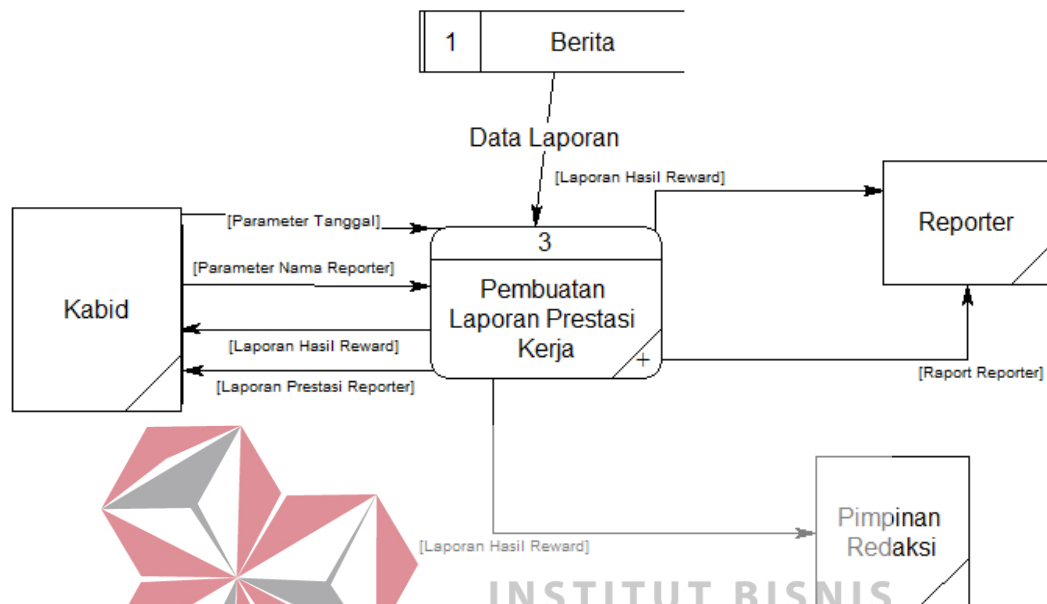 1 Berita
Data Laporan
[Laporan Hasil Reward]
Reporter
[Parameter Tanggal]
3
[Parameter Nama Reporter]
Pembuatan
Laporan Prestasi
Kerja
Kabid
[Laporan Hasil Reward]
+
[Laporan Prestasi Reporter]
[Raport Reporter]
Pimpinan
Redaksi
[Laporan Hasil Reward]
INSTITUT BISNIS